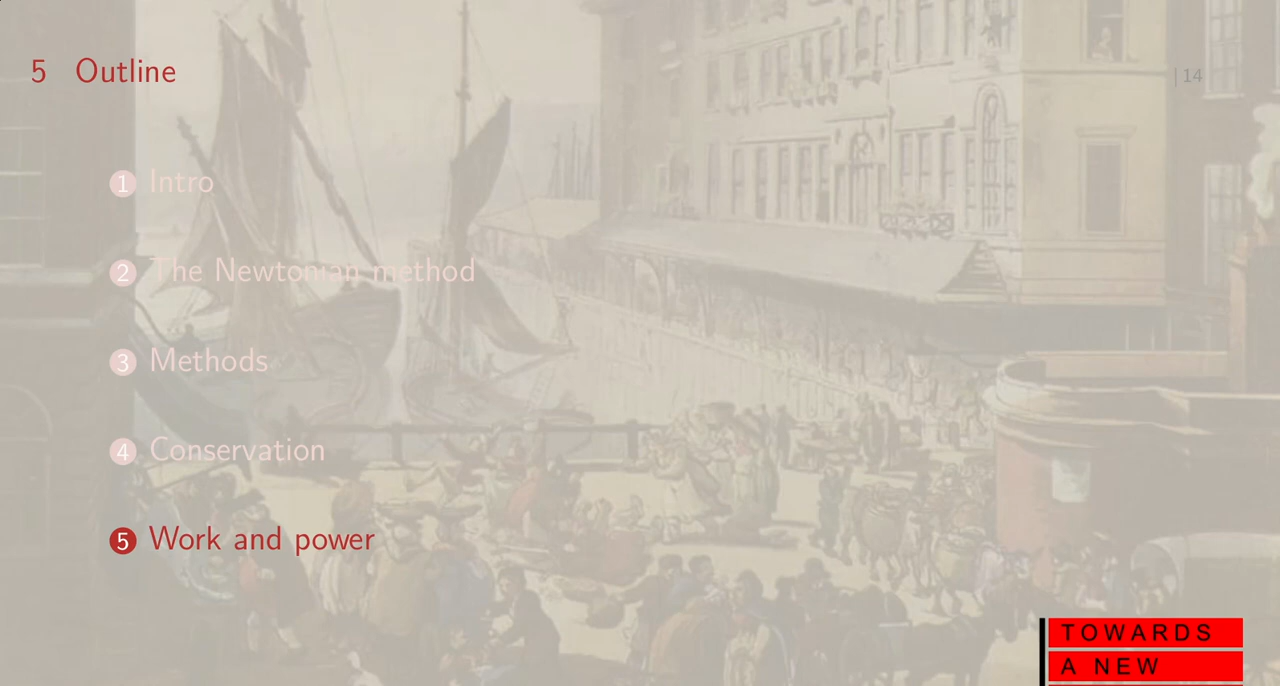 5 Outline
| 14
1 Intro
2 The Newtonian method
3 Methods
4 Conservation
5 Work and power
TOWARDS
A NEW